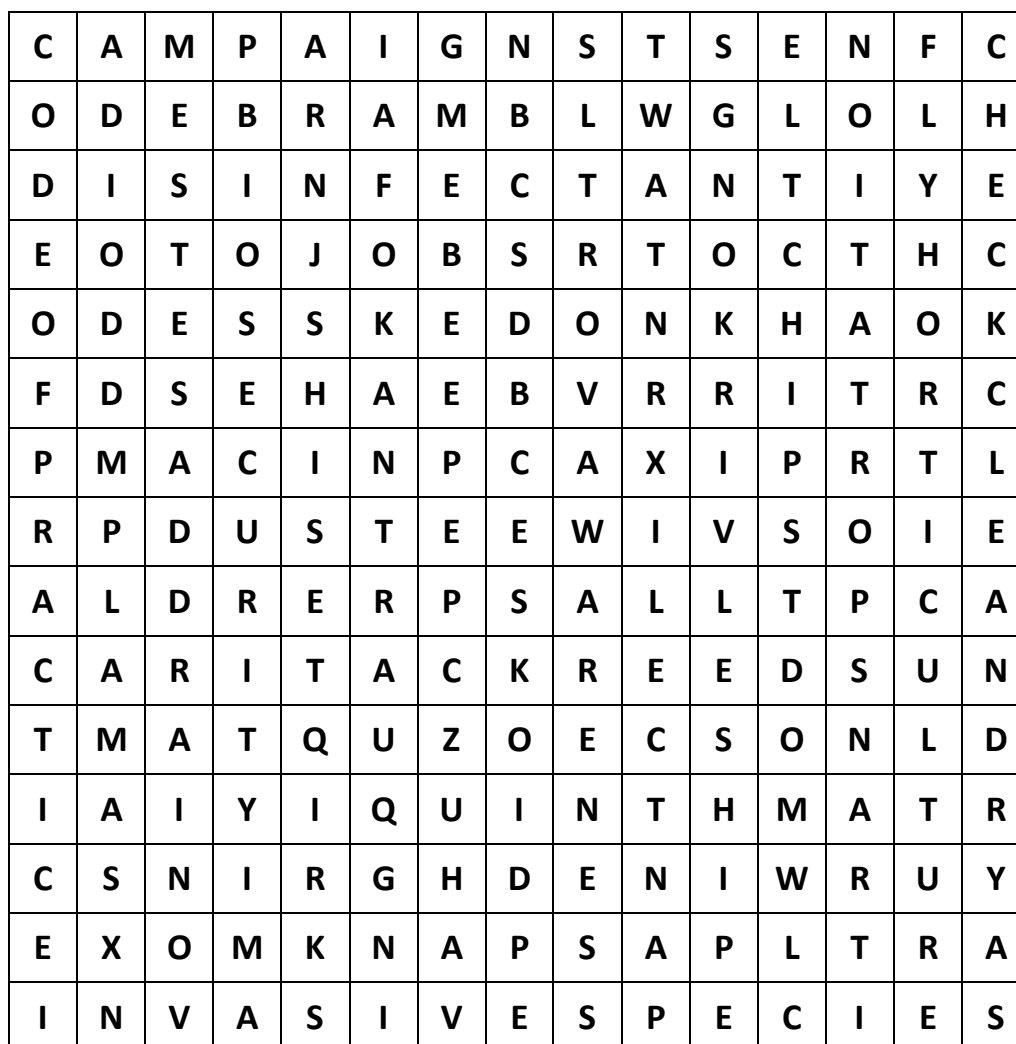 C A M P A I G N S T S E N F C
O D E B R A M B L W G L O L H
D I S I N F E C T A N T I Y E
E O T O J O B S R T O C T H C
O D E S S K E D O N K H A O K
F D S E H A E B V R R I T R C
P M A C I N P C A X I P R T L
R P D U S T E E W I V S O I E
A L D R E R P S A L L T P C A
C A R I T A C K R E E D S U N
T M A T Q U Z O E C S O N L D
I A I Y I Q U I N T H M A T R
C S N I R G H D E N I W R U Y
E X O M K N A P S A P L T R A
I N V A S I V E S P E C I E S